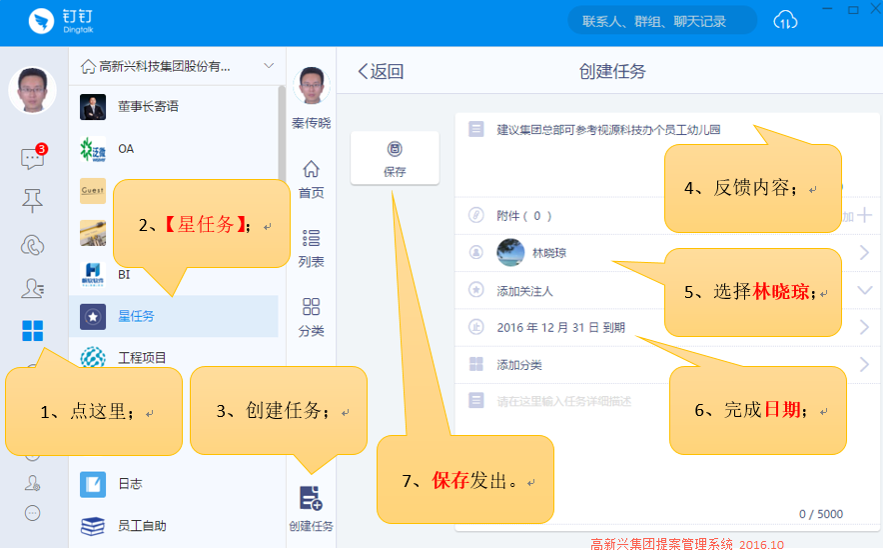 钉钉
Dingtalk
联系人、群组、聊天记录
高新兴科技集团股份有...
返回
创建任务
3
董事长寄语
OA
泛微
Guest
BI
星任务
工程项目
日志
员工自助
秦传晓
首页
列表
分类
创建任务
保存
建议集团总部可参考视源科技办个员工幼儿园
附件（ 0 ）
加
林晓琼
添加关注人
2016 年 12 月 31 日 到期
添加分类
请在这里输入任务详细描述
0 / 5000
1、点这里；
2、【星任务】；
3、创建任务；
4、反馈内容；
5、选择林晓琼；
6、完成日期；
7、保存发出。
高新兴集团提案管理系统 2016.10